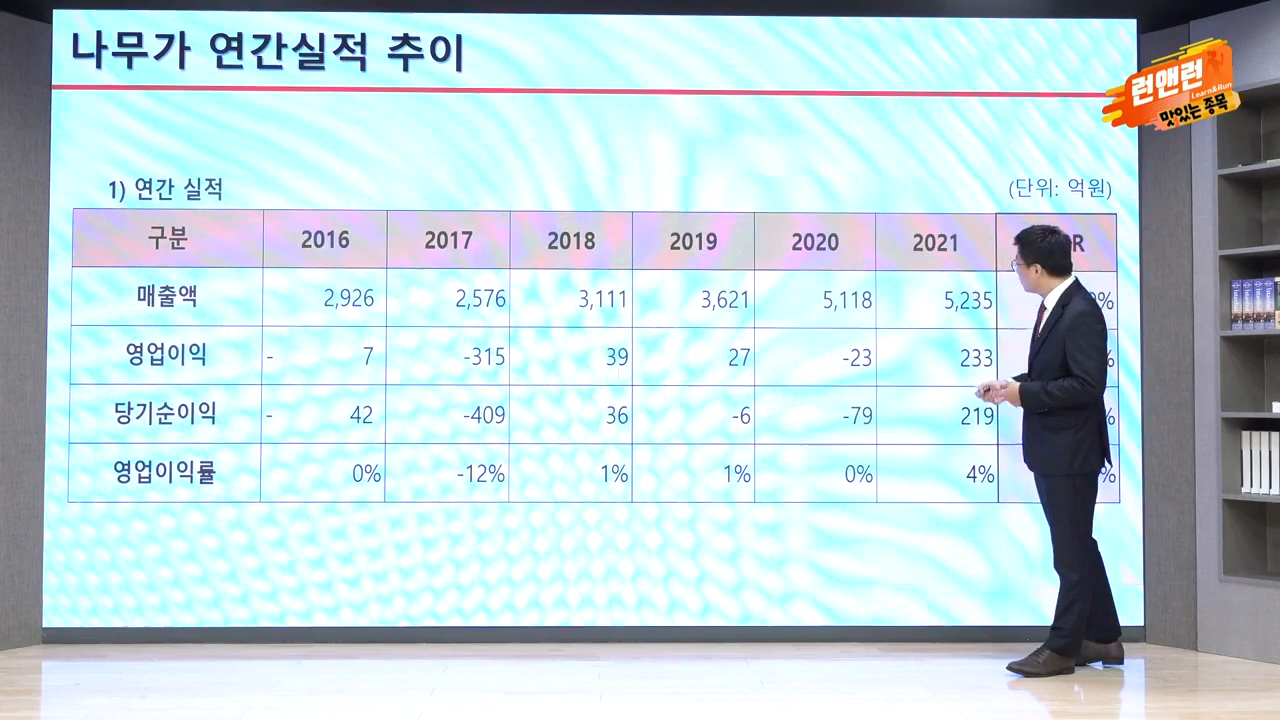 나무가 연간실적 추이
런앤런
Learn&Run
맛있는 종목
1) 연간 실적 (단위: 억원)
구분 2016 2017 2018 2019 2020 2021
매출액 2,926 2,576 3,111 3,621 5,118 5,235 %
영업이익 - 7 -315 39 27 -23 233
당기순이익 - 42 -409 36 -6 -79 219
영업이익률 0% -12% 1% 1% 0% 4% %